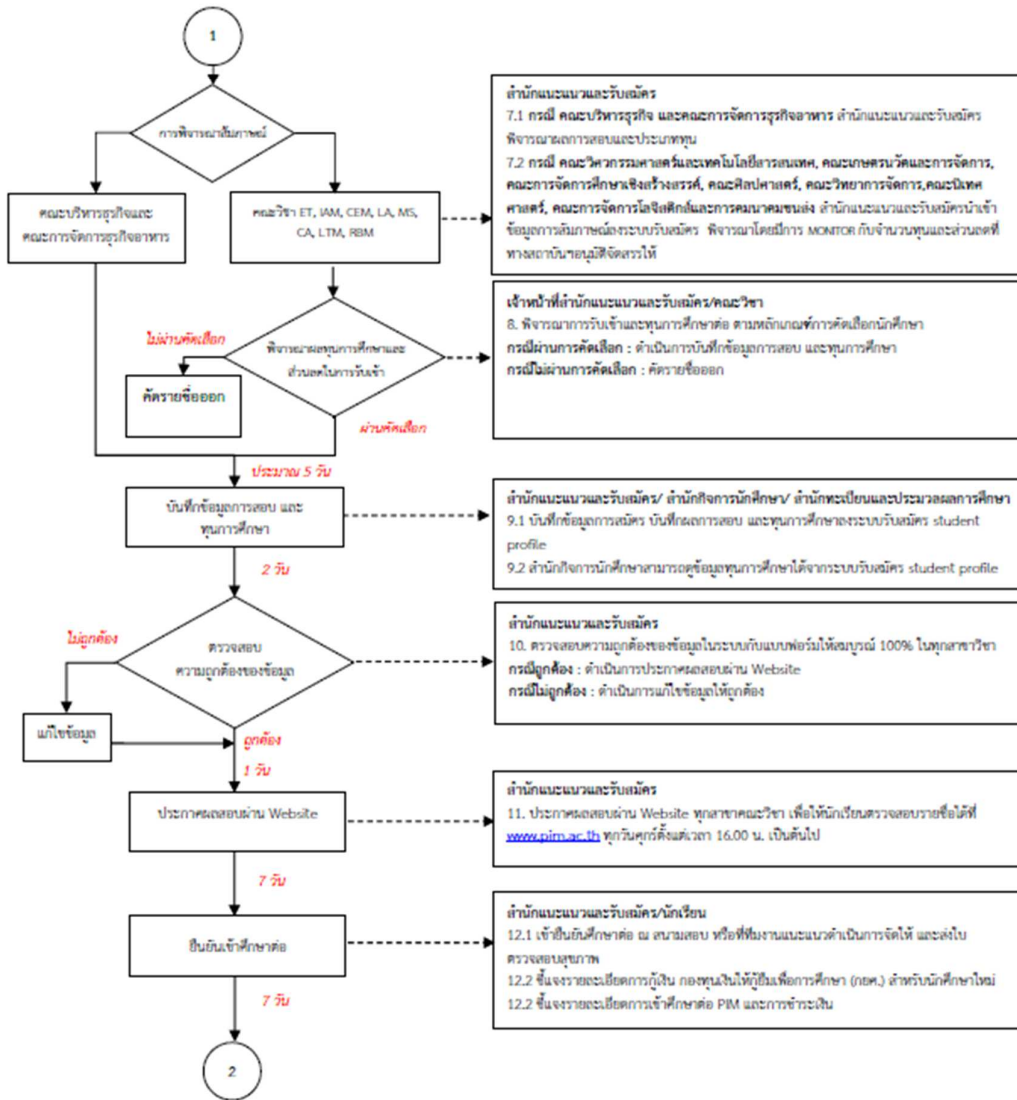 1
การพิจารณาสัมภาษณ์
คณะบริหารธุรกิจและ
คณะการจัดการธุรกิจอาหาร
คณะวิชา ET, IAM, CEM, LA, MS,
CA, LTM, RBM
สำนักแนะแนวและรับสมัคร
7.1 กรณี คณะบริหารธุรกิจ และคณะการจัดการธุรกิจอาหาร สำนักแนะแนวและรับสมัคร
พิจารณาผลการสอบและประเภททุน
7.2 กรณี คณะวิศวกรรมศาสตร์และเทคโนโลยีสารสนเทศ, คณะเกษตรนวัตและการจัดการ,
คณะการจัดการศึกษาเชิงสร้างสรรค์, คณะศิลปศาสตร์, คณะวิทยาการจัดการ,คณะนิเทศ
ศาสตร์, คณะการจัดการโลจิสติกส์และการคมนาคมขนส่ง สำนักแนะแนวและรับสมัครนำเข้า
ข้อมูลการสัมภาษณ์ลงระบบรับสมัคร พิจารณาโดยมีการ MONITOR กับจำนวนทุนและส่วนลดที่
ทางสถาบันฯอนุมัติจัดสรรให้
ไม่ผ่านคัดเลือก
พิจารณาผลทุนการศึกษาและ
ส่วนลดในการรับเข้า
คัดรายชื่อออก
ผ่านคัดเลือก
เจ้าหน้าที่สำนักแนะแนวและรับสมัคร/คณะวิชา
8. พิจารณาการรับเข้าและทุนการศึกษาต่อ ตามหลักเกณฑ์การคัดเลือกนักศึกษา
กรณีผ่านการคัดเลือก : ดำเนินการบันทึกข้อมูลการสอบ และทุนการศึกษา
กรณีไม่ผ่านการคัดเลือก : คัดรายชื่อออก
ประมาณ 5 วัน
บันทึกข้อมูลการสอบ และ
ทุนการศึกษา
สำนักแนะแนวและรับสมัคร/ สำนักกิจการนักศึกษา/ สำนักทะเบียนและประมวลผลการศึกษา
9.1 บันทึกข้อมูลการสมัคร บันทึกผลการสอบ และทุนการศึกษาลงระบบรับสมัคร student
profile
9.2 สำนักกิจการนักศึกษาสามารถดูข้อมูลทุนการศึกษาได้จากระบบรับสมัคร student profile
2 วัน
ไม่ถูกต้อง
ตรวจสอบ
ความถูกต้องของข้อมูล
แก้ไขข้อมูล
ถูกต้อง
สำนักแนะแนวและรับสมัคร
10. ตรวจสอบความถูกต้องของข้อมูลในระบบกับแบบฟอร์มให้สมบูรณ์ 100% ในทุกสาขาวิชา
กรณีถูกต้อง : ดำเนินการประกาศผลสอบผ่าน Website
กรณีไม่ถูกต้อง : ดำเนินการแก้ไขข้อมูลให้ถูกต้อง
1 วัน
ประกาศผลสอบผ่าน Website
สำนักแนะแนวและรับสมัคร
11. ประกาศผลสอบผ่าน Website ทุกสาขาคณะวิชา เพื่อให้นักเรียนตรวจสอบรายชื่อได้ที่
www.pim.ac.th ทุกวันศุกร์ตั้งแต่เวลา 16.00 น. เป็นต้นไป
7 วัน
ยืนยันเข้าศึกษาต่อ
สำนักแนะแนวและรับสมัคร/นักเรียน
12.1 เข้ายืนยันศึกษาต่อ ณ สนามสอบ หรือที่ทีมงานแนะแนวดำเนินการจัดให้ และส่งใบ
ตรวจสอบสุขภาพ
12.2 ชี้แจงรายละเอียดการกู้เงิน กองทุนเงินให้กู้ยืมเพื่อการศึกษา (กยศ.) สำหรับนักศึกษาใหม่
12.2 ชี้แจงรายละเอียดการเข้าศึกษาต่อ PIM และการชำระเงิน
7 วัน
2